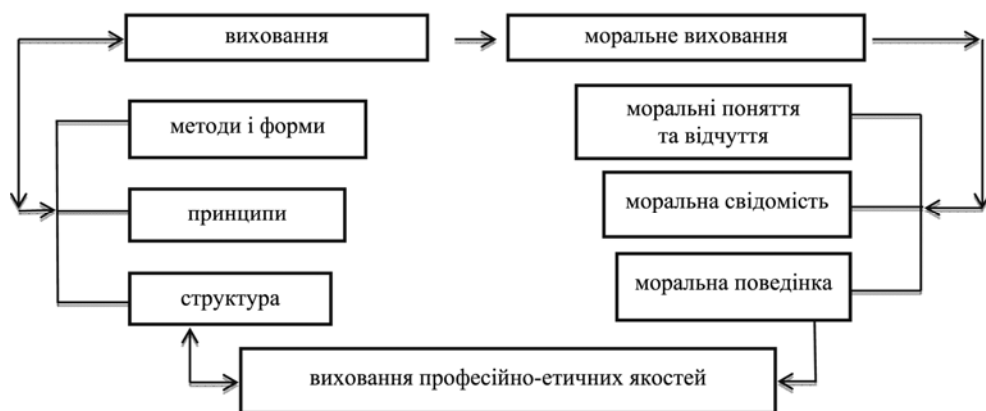 виховання
моральне виховання
методи і форми
моральні поняття
та відчуття
принципи
моральна свідомість
структура
моральна поведінка
виховання професійно-етичних якостей